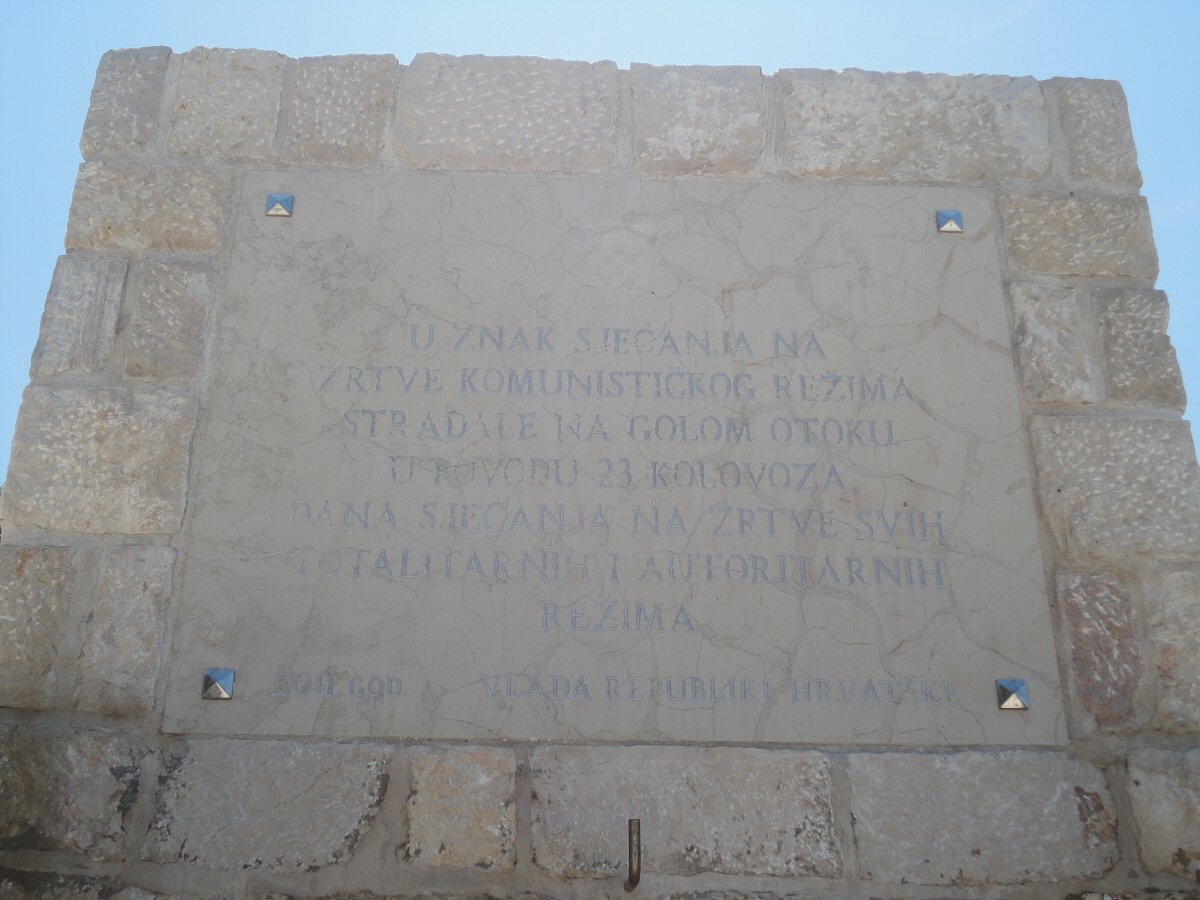 U ZNAK SJEĆANJA NA
ŽRTVE KOMUNISTIČKOG REŽIMA
STRADALE NA GOLOM OTOKU
U POVODU 23. KOLOVOZA
DANA SJEĆANJA NA ŽRTVE SVIH
TOTALITARNIH I AUTORITARNIH
REŽIMA
2011 GOD. VLADA REPUBLIKE HRVATSKE